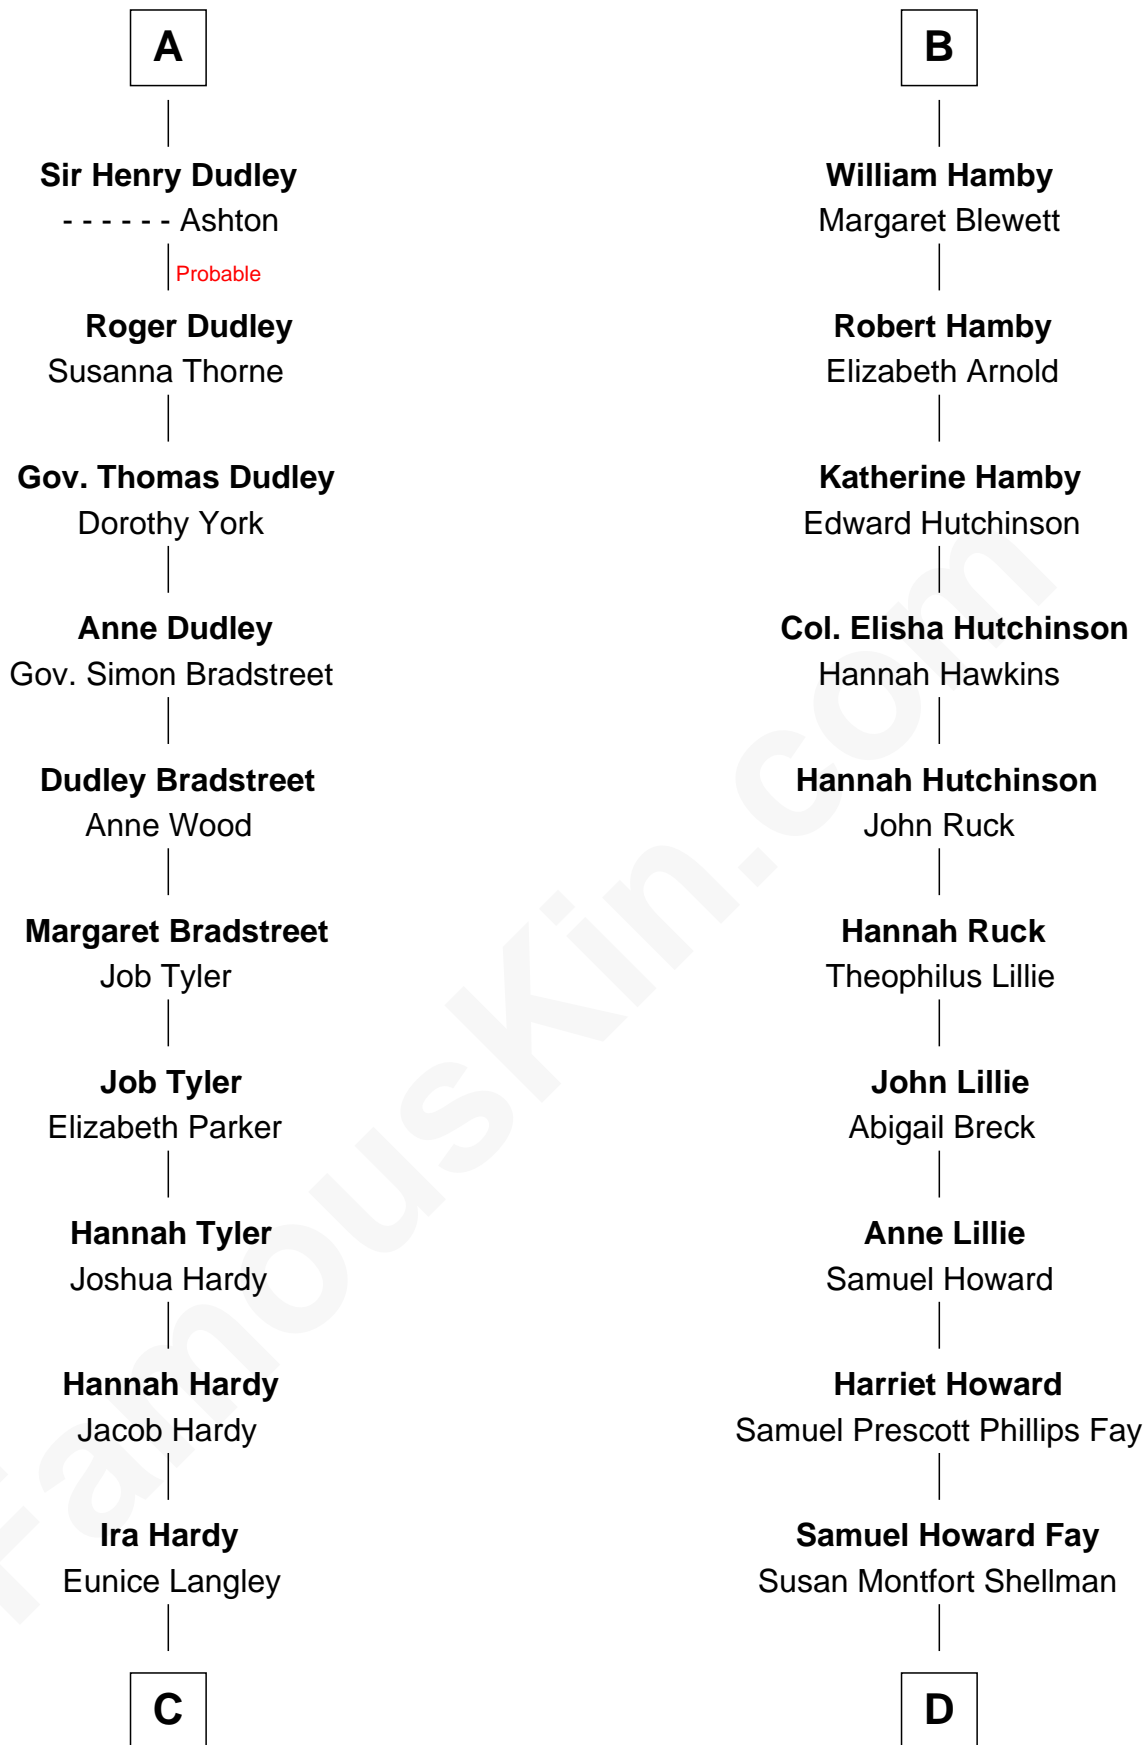 A
Sir Henry Dudley
- - - - - - Ashton
Probable
Roger Dudley
Susanna Thorne
Gov. Thomas Dudley
Dorothy York
Anne Dudley
Gov. Simon Bradstreet
Dudley Bradstreet
Anne Wood
Margaret Bradstreet
Job Tyler
Job Tyler
Elizabeth Parker
Hannah Tyler
Joshua Hardy
Hannah Hardy
Jacob Hardy
Ira Hardy
Eunice Langley
C
B
William Hamby
Margaret Blewett
Robert Hamby
Elizabeth Arnold
Katherine Hamby
Edward Hutchinson
Col. Elisha Hutchinson
Hannah Hawkins
Hannah Hutchinson
John Ruck
Hannah Ruck
Theophilus Lillie
John Lillie
Abigail Breck
Anne Lillie
Samuel Howard
Harriet Howard
Samuel Prescott Phillips Fay
Samuel Howard Fay
Susan Montfort Shellman
D
FamousKin.com